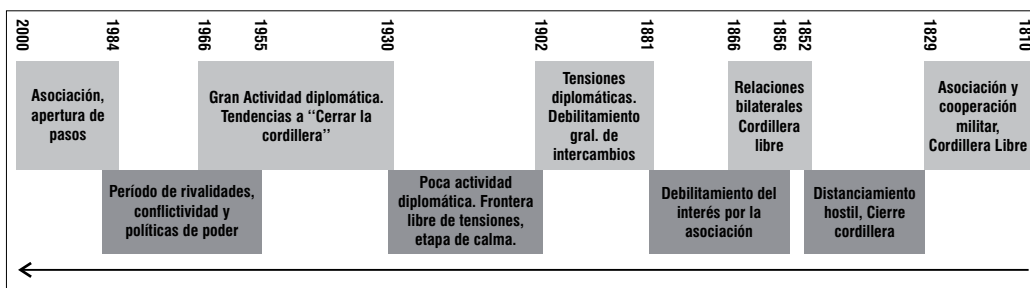 2000 1984 1966 1955 1930 1902 1881 1866 1856 1852 1829 1810
Asociación,
apertura de
pasos
Gran Actividad diplomática.
Tendencias a “Cerrar la
cordillera”
Tensiones
diplomáticas.
Debilitamiento
gral. de
intercambios
Relaciones
bilaterales
Cordillera
libre
Asociación y
cooperación
militar,
Cordillera Libre
Período de rivalidades,
conflictividad y
políticas de poder
Poca actividad
diplomática. Frontera
libre de tensiones,
etapa de calma.
Debilitamiento del
interés por la
asociación
Distanciamiento
hostil, Cierre
cordillera